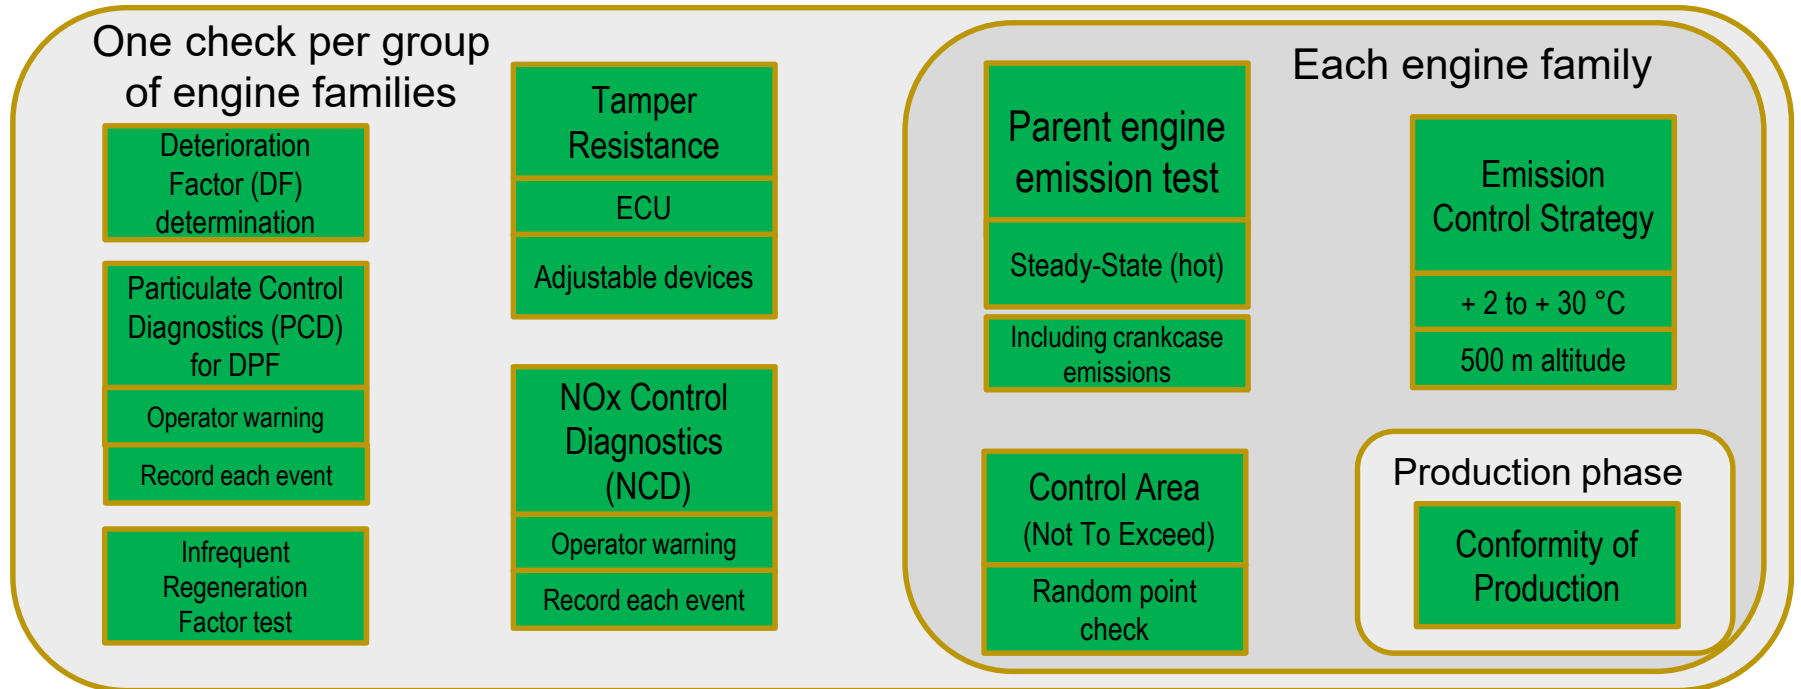 One check per group
of engine families
Deterioration
Factor (DF)
determination
Particulate Control
Diagnostics (PCD)
for DPF
Operator warning
Record each event
Infrequent
Regeneration
Factor test
Tamper
Resistance
ECU
Adjustable devices
NOx Control
Diagnostics
(NCD)
Operator warning
Record each event
Each engine family
Parent engine
emission test
Steady-State (hot)
Including crankcase
emissions
Control Area
(Not To Exceed)
Random point
check
Emission
Control Strategy
+ 2 to + 30 °C
500 m altitude
Production phase
Conformity of
Production